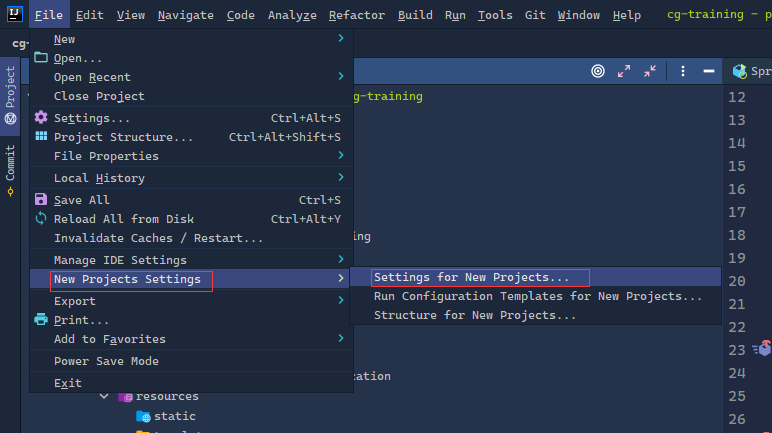 File Edit View Navigate Code Analyze Refactor Build Run Tools Git Window Help cg-training - p
cg-
Project
Commit
New
Open...
Open Recent
Close Project
Settings... Ctrl+Alt+S
Project Structure... Ctrl+Alt+Shift+S
File Properties
Local History
Save All Ctrl+S
Reload All from Disk Ctrl+Alt+Y
Invalidate Caches / Restart...
Manage IDE Settings
New Projects Settings
Export
Print...
Add to Favorites
Power Save Mode
Exit
Settings for New Projects...
Run Configuration Templates for New Projects...
Structure for New Projects...
g-training
ing
cation
resources
static
Spr
12
13
14
15
16
17
18
19
20
21
22
23
24
25
26